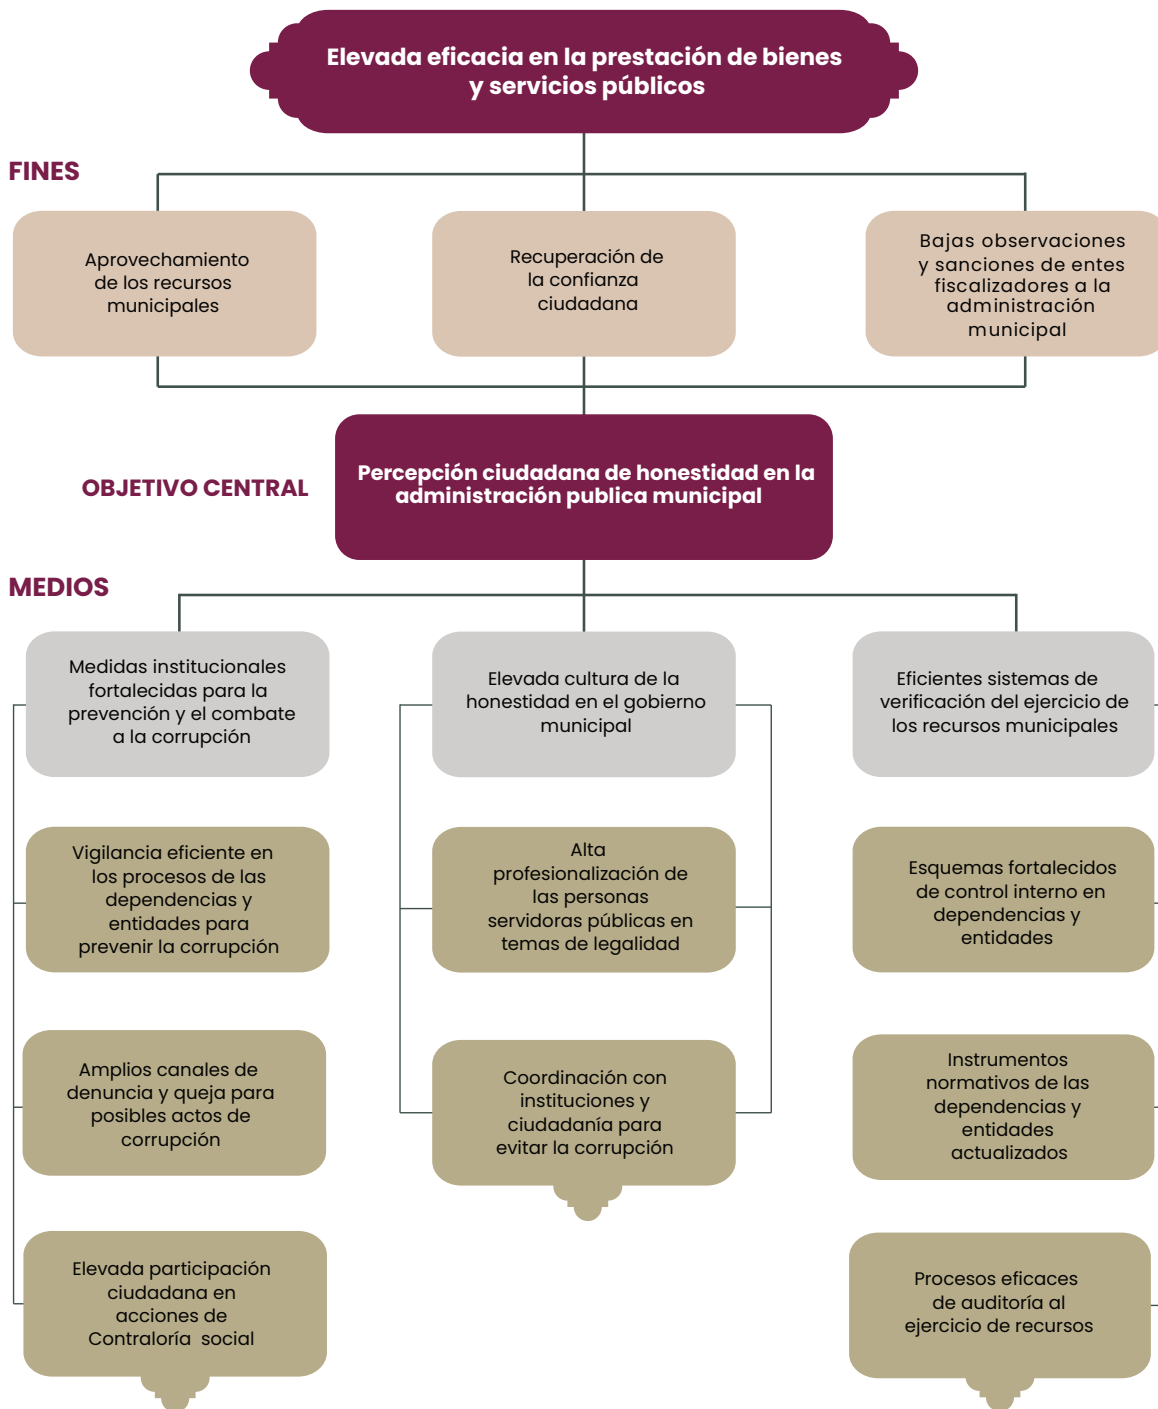 Elevada eficacia en la prestación de bienes
y servicios públicos
FINES
Aprovechamiento
de los recursos
municipales
Recuperación de
la confianza
ciudadana
Bajas observaciones
y sanciones de entes
fiscalizadores a la
administración
municipal
OBJETIVO CENTRAL
Percepción ciudadana de honestidad en la
administración publica municipal
MEDIOS
Medidas institucionales
fortalecidas para la
prevención y el combate
a la corrupción
Elevada cultura de la
honestidad en el gobierno
municipal
Eficientes sistemas de
verificación del ejercicio de
los recursos municipales
Vigilancia eficiente en
los procesos de las
dependencias y
entidades para
prevenir la corrupción
Alta
profesionalización de
las personas
servidoras públicas en
temas de legalidad
Esquemas fortalecidos
de control interno en
dependencias y
entidades
Amplios canales de
denuncia y queja para
posibles actos de
corrupción
Coordinación con
instituciones y
ciudadanía para
evitar la corrupción
Instrumentos
normativos de las
dependencias y
entidades
actualizados
Elevada participación
ciudadana en
acciones de
Contraloría social
Procesos eficaces
de auditoría al
ejercicio de recursos